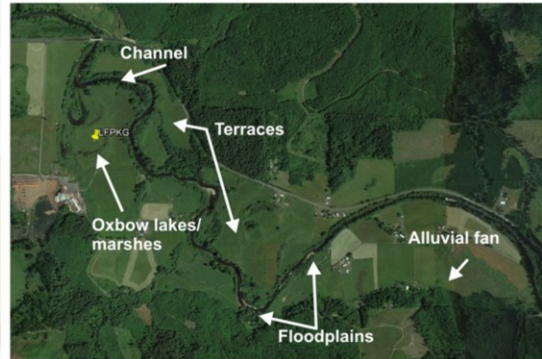 Channel
LFPKG
Terraces
Oxbow lakes/
marshes
Alluvial fan
Floodplains